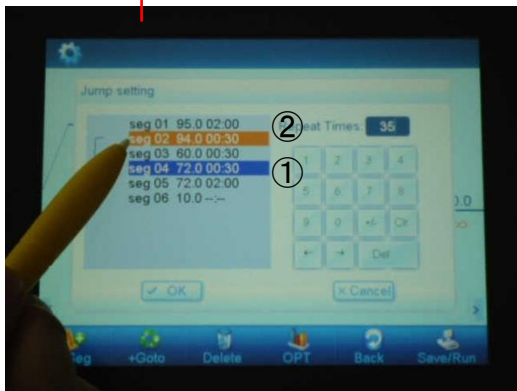 Jump setting
seg 01 95.0 02:00
seg 02 94.0 00:30
seg 03 60.0 00:30
seg 04 72.0 00:30
seg 05 72.0 02:00
seg 06 10.0 --:--
② Repeat Times: 35
①
1 2 3 4
5 6 7 8
9 0 +/- Clr
← → Del
✓ OK
× Cancel
0.0
Seg +Goto Delete OPT Back Save/Run